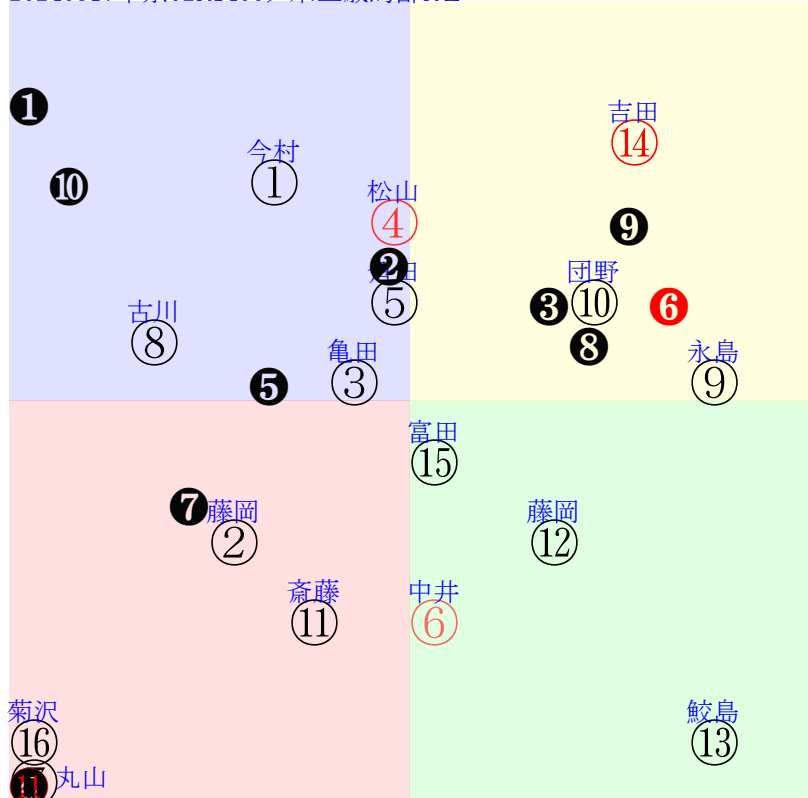 ❶
吉田
⑭
今村
①
❿
松山
④
❾
❷
田
⑤
団野
⑩
❸
❻
古川
⑧
❽
亀田
③
永島
⑨
❺
富田
⑮
❼
藤岡
②
藤岡
⑫
斎藤
⑪
中井
⑥
菊沢
⑯
鮫島
⑬
丸山
⓫